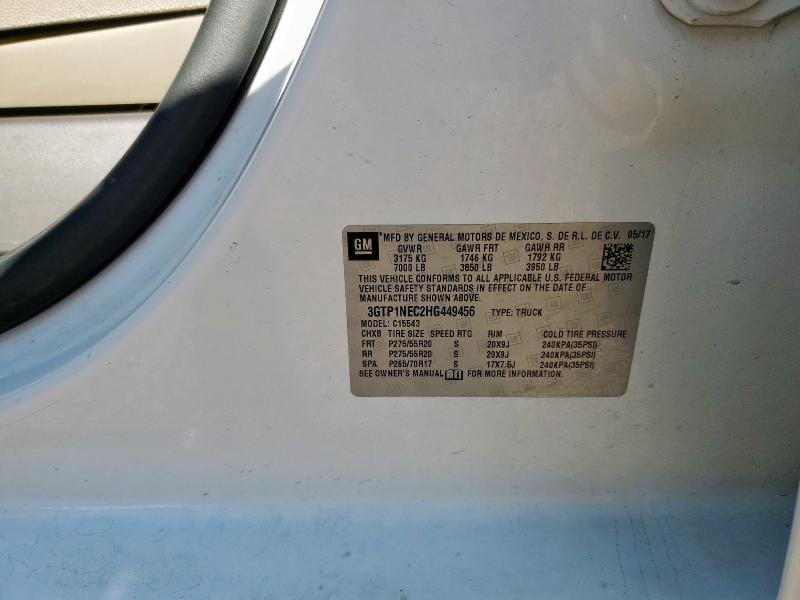 GM *MFD BY GENERAL MOTORS DE MEXICO, S. DE R.L. DE C.V. 05/17
GVWR GAWR FRT GAWR RR
3175 KG 1746 KG 1792 KG
7000 LB 3850 LB 3950 LB
THIS VEHICLE CONFORMS TO ALL APPLICABLE U.S. FEDERAL MOTOR
VEHICLE SAFETY STANDARDS IN EFFECT ON THE DATE OF
MANUFACTURE SHOWN ABOVE.
3GTP1NEC2HG449456 TYPE: TRUCK
MODEL: C15543
CHXB TIRE SIZE SPEED RTG RIM COLD TIRE PRESSURE
FRT P275/55R20 S 20X9J 240KPA(35PSI)
RR P275/55R20 S 20X9J 240KPA(35PSI)
SPA P265/70R17 S 17X7.5J 240KPA(35PSI)
SEE OWNER'S MANUAL FOR MORE INFORMATION.